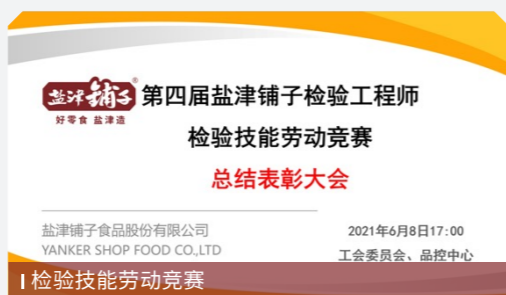 盐津铺子®
好零食 盐津造
第四届盐津铺子检验工程师
检验技能劳动竞赛
总结表彰大会
盐津铺子食品股份有限公司
YANKER SHOP FOOD CO.,LTD
2021年6月8日17:00
工会委员会、品控中心
检验技能劳动竞赛